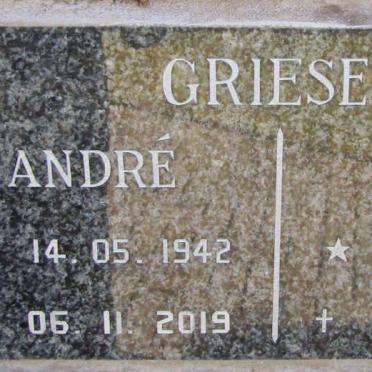 GRIESE
ANDRÉ
14. 05. 1942 ★
06. 11. 2019 +